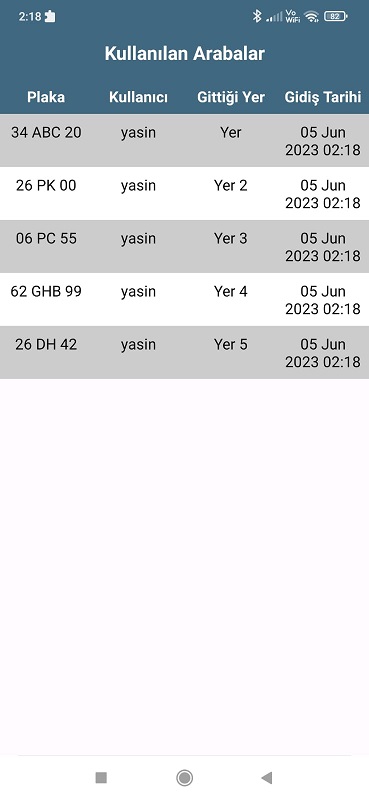 2:18 Vo WiFi 82
Kullanılan Arabalar
Plaka Kullanıcı Gittiği Yer Gidiş Tarihi
34 ABC 20 yasin Yer 05 Jun
2023 02:18
26 PK 00 yasin Yer 2 05 Jun
2023 02:18
06 PC 55 yasin Yer 3 05 Jun
2023 02:18
62 GHB 99 yasin Yer 4 05 Jun
2023 02:18
26 DH 42 yasin Yer 5 05 Jun
2023 02:18